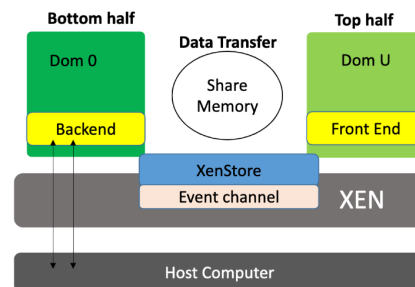 Bottom half
Top half
Data Transfer
Dom 0
Dom U
Share
Memory
Backend
Front End
XenStore
Event channel
XEN
Host Computer